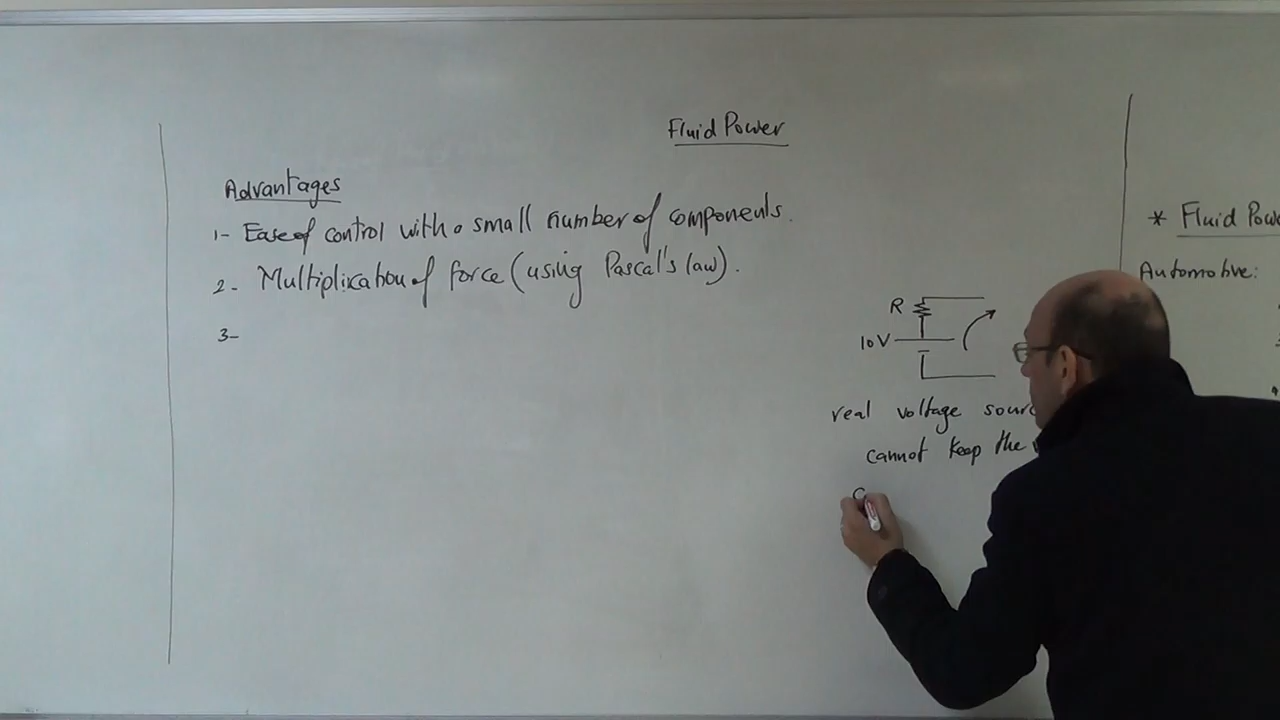 Fluid Power
Advantages
1- Ease of control with a small number of components.
2- Multiplication of force (using Pascal's law).
3-
R
10V
real voltage sourc
cannot keep the
* Fluid Pow
Automotive: